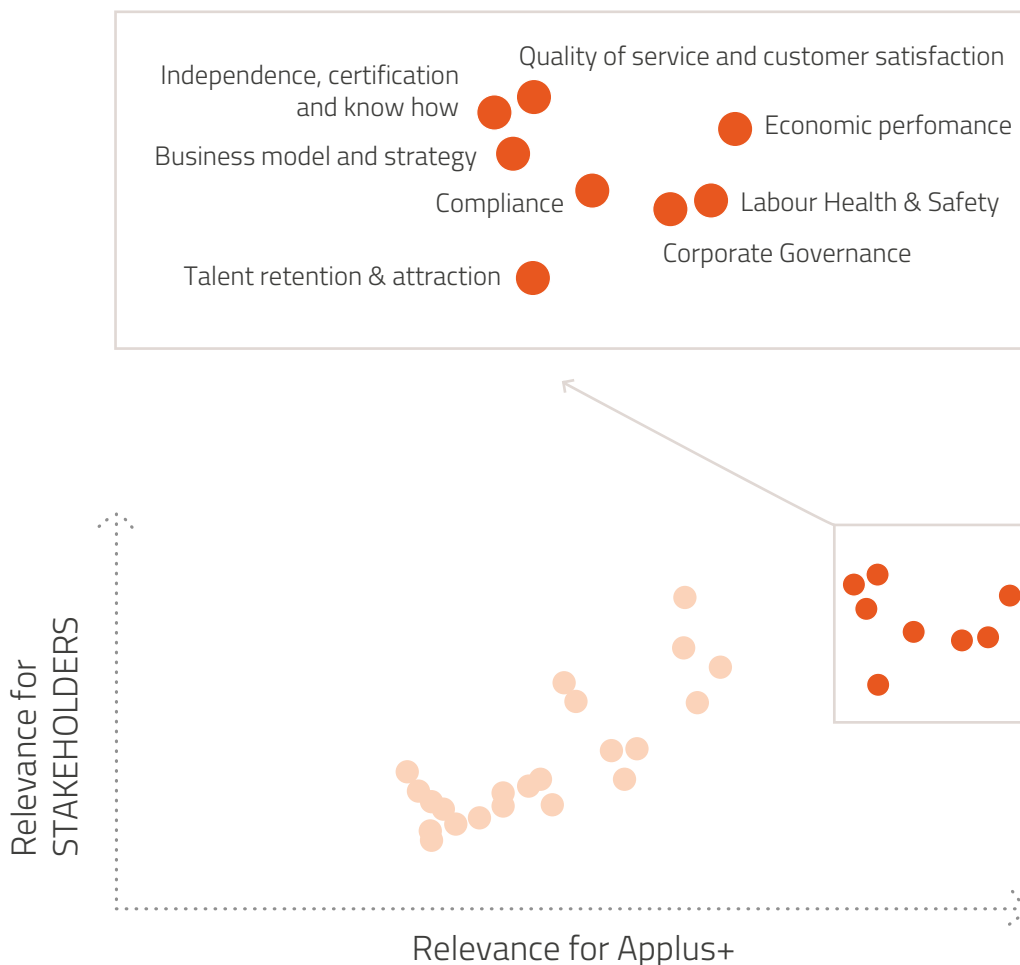 Quality of service and customer satisfaction
Independence, certification
and know how
Economic perfomance
Business model and strategy
Compliance
Labour Health & Safety
Corporate Governance
Talent retention & attraction
Relevance for
STAKEHOLDERS
Relevance for Applus+